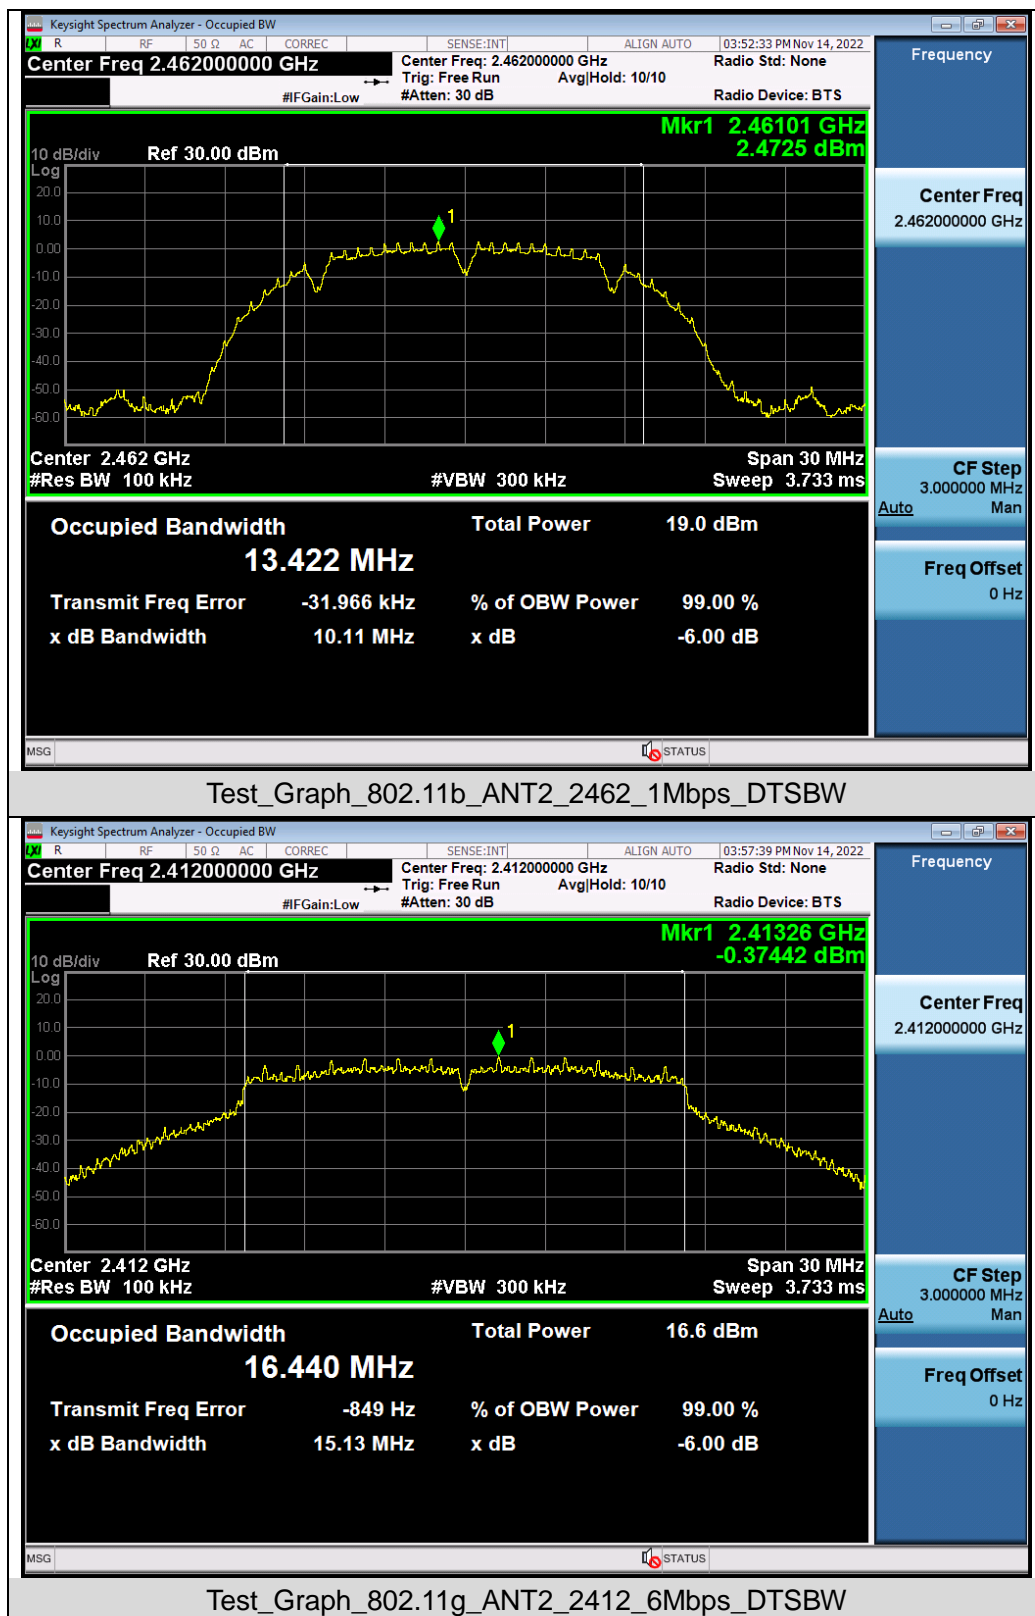 Keysight Spectrum Analyzer - Occupied BW
LXI R RF 50 Ω AC CORREC SENSE:INT ALIGN AUTO 03:52:33 PM Nov 14, 2022
Center Freq 2.462000000 GHz Center Freq: 2.462000000 GHz Radio Std: None
Trig: Free Run Avg|Hold: 10/10
#IFGain:Low #Atten: 30 dB Radio Device: BTS
Frequency
Mkr1 2.46101 GHz
2.4725 dBm
10 dB/div Ref 30.00 dBm
Log
20.0
10.0
0.00
-10.0
-20.0
-30.0
-40.0
-50.0
-60.0
1
Center 2.462 GHz Span 30 MHz
#Res BW 100 kHz #VBW 300 kHz Sweep 3.733 ms
Center Freq
2.462000000 GHz
CF Step
3.000000 MHz
Auto Man
Freq Offset
0 Hz
Occupied Bandwidth Total Power 19.0 dBm
13.422 MHz
Transmit Freq Error -31.966 kHz % of OBW Power 99.00 %
x dB Bandwidth 10.11 MHz x dB -6.00 dB
MSG STATUS
Test_Graph_802.11b_ANT2_2462_1Mbps_DTSBW
Keysight Spectrum Analyzer - Occupied BW
LXI R RF 50 Ω AC CORREC SENSE:INT ALIGN AUTO 03:57:39 PM Nov 14, 2022
Center Freq 2.412000000 GHz Center Freq: 2.412000000 GHz Radio Std: None
Trig: Free Run Avg|Hold: 10/10
#IFGain:Low #Atten: 30 dB Radio Device: BTS
Frequency
Mkr1 2.41326 GHz
-0.37442 dBm
10 dB/div Ref 30.00 dBm
Log
20.0
10.0
0.00
-10.0
-20.0
-30.0
-40.0
-50.0
-60.0
1
Center 2.412 GHz Span 30 MHz
#Res BW 100 kHz #VBW 300 kHz Sweep 3.733 ms
Center Freq
2.412000000 GHz
CF Step
3.000000 MHz
Auto Man
Freq Offset
0 Hz
Occupied Bandwidth Total Power 16.6 dBm
16.440 MHz
Transmit Freq Error -849 Hz % of OBW Power 99.00 %
x dB Bandwidth 15.13 MHz x dB -6.00 dB
MSG STATUS
Test_Graph_802.11g_ANT2_2412_6Mbps_DTSBW